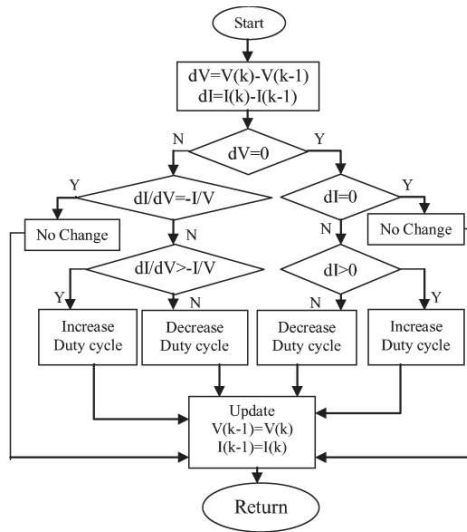 Start
dV=V(k)-V(k-1)
dI=I(k)-I(k-1)
N
Y
dV=0
Y
dI/dV=-I/V
dI=0
Y
No Change
N
N
No Change
dI/dV>-I/V
dI>0
Y
N
N
Y
Increase
Duty cycle
Decrease
Duty cycle
Decrease
Duty cycle
Increase
Duty cycle
Update
V(k-1)=V(k)
I(k-1)=I(k)
Return